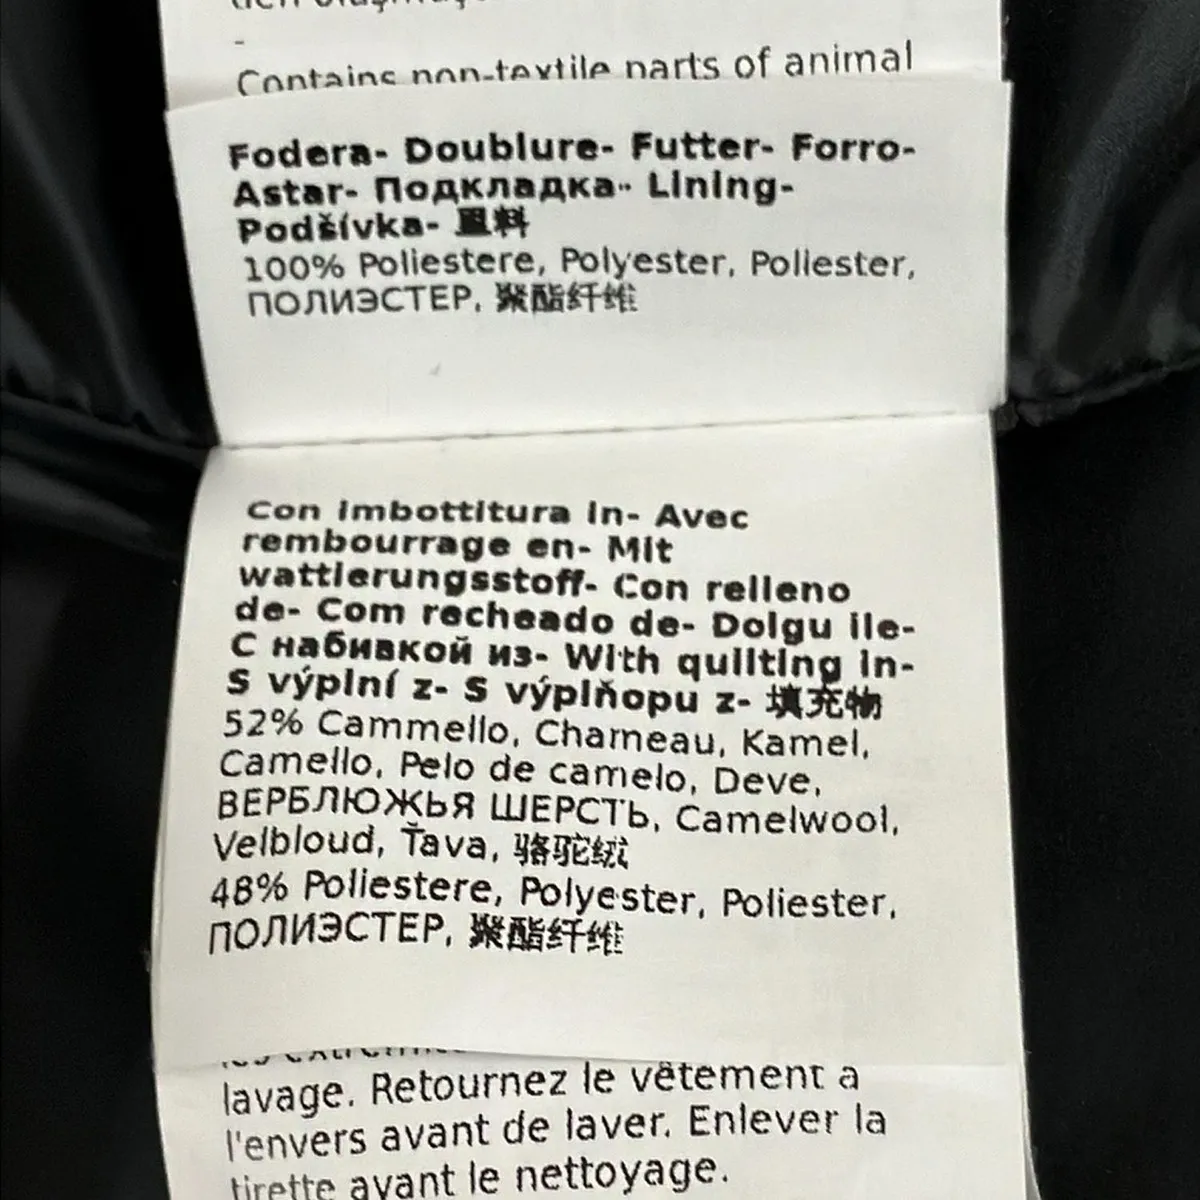 -
Contains non-textile parts of animal
Fodera- Doublure- Futter- Forro-
Astar- Подкладка- Lining-
Podšívka- 里料
100% Poliestere, Polyester, Poliester,
ПОЛИЭСТЕР, 聚酯纤维
Con imbottitura in- Avec
rembourrage en- Mit
wattierungsstoff- Con relleno
de- Com recheado de- Dolgu ile-
С набивкой из- With quilting in-
S výplní z- S výplňopu z- 填充物
52% Cammello, Chameau, Kamel,
Camello, Pelo de camelo, Deve,
ВЕРБЛЮЖЬЯ ШЕРСТЬ, Camelwool,
Velbloud, Ťava, 骆驼绒
48% Poliestere, Polyester, Poliester,
ПОЛИЭСТЕР, 聚酯纤维
lavage. Retournez le vêtement a
l'envers avant de laver. Enlever la
tirette avant le nettoyage.